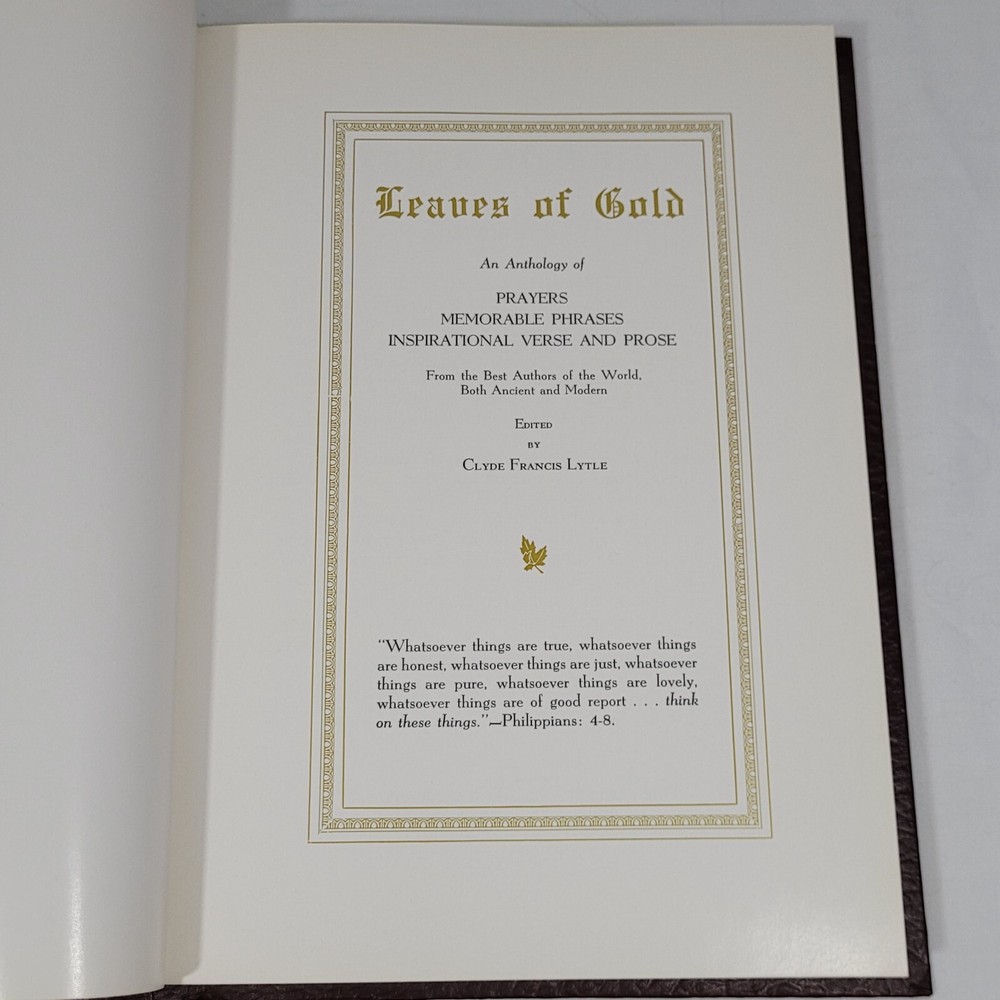 Leaves of Gold
An Anthology of
PRAYERS
MEMORABLE PHRASES
INSPIRATIONAL VERSE AND PROSE
From the Best Authors of the World,
Both Ancient and Modern
EDITED
BY
CLYDE FRANCIS LYTLE
"Whatsoever things are true, whatsoever things
are honest, whatsoever things are just, whatsoever
things are pure, whatsoever things are lovely,
whatsoever things are of good report . . . think
on these things."—Philippians: 4-8.